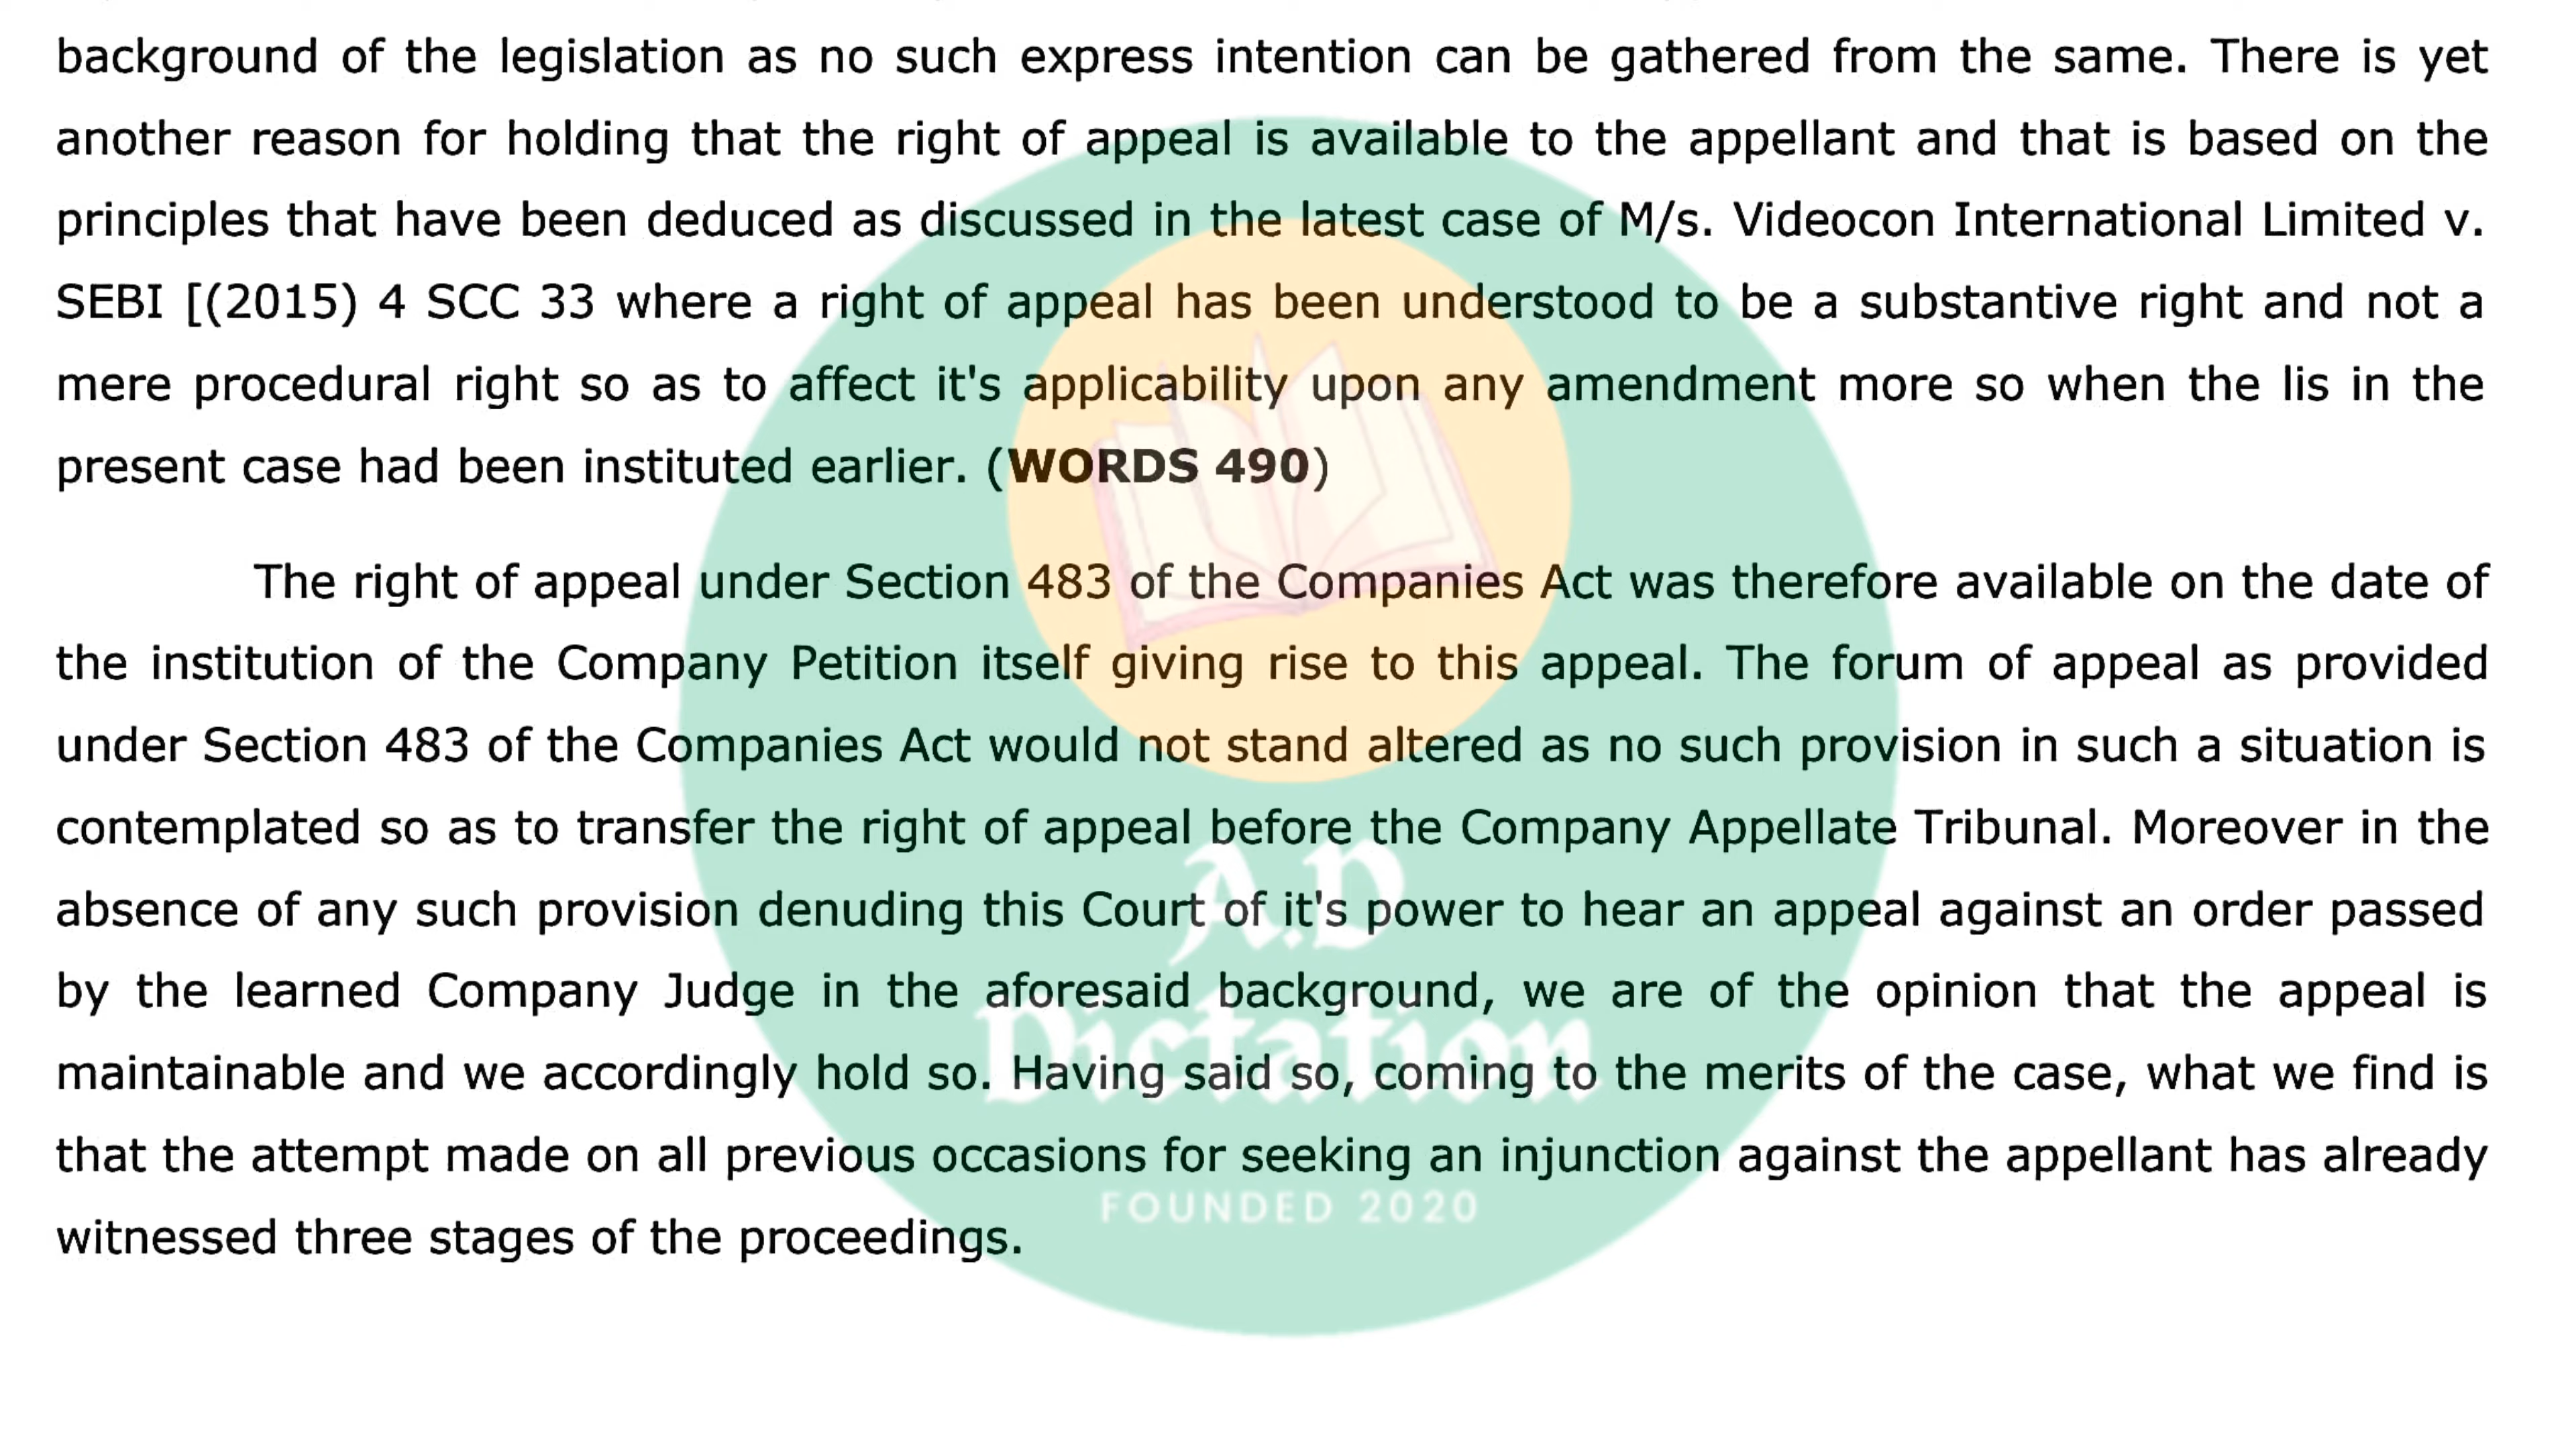 background of the legislation as no such express intention can be gathered from the same. There is yet
another reason for holding that the right of appeal is available to the appellant and that is based on the
principles that have been deduced as discussed in the latest case of M/s. Videocon International Limited v.
SEBI [(2015) 4 SCC 33 where a right of appeal has been understood to be a substantive right and not a
mere procedural right so as to affect it's applicability upon any amendment more so when the lis in the
present case had been instituted earlier. (WORDS 490)
The right of appeal under Section 483 of the Companies Act was therefore available on the date of
the institution of the Company Petition itself giving rise to this appeal. The forum of appeal as provided
under Section 483 of the Companies Act would not stand altered as no such provision in such a situation is
contemplated so as to transfer the right of appeal before the Company Appellate Tribunal. Moreover in the
absence of any such provision denuding this Court of it's power to hear an appeal against an order passed
by the learned Company Judge in the aforesaid background, we are of the opinion that the appeal is
maintainable and we accordingly hold so. Having said so, coming to the merits of the case, what we find is
that the attempt made on all previous occasions for seeking an injunction against the appellant has already
witnessed three stages of the proceedings.
A.D
Dictation
FOUNDED 2020